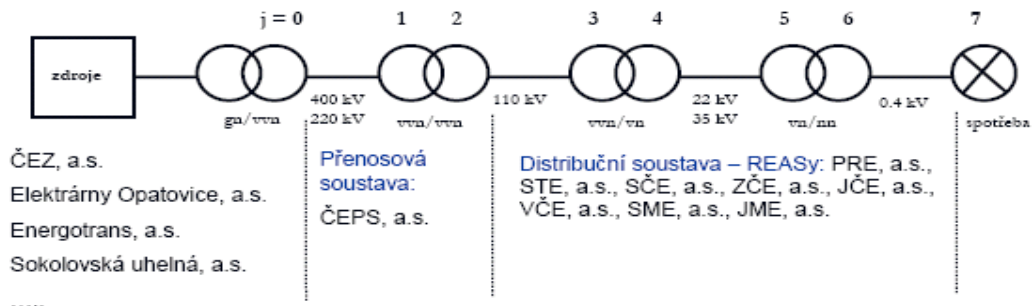 j = 0 1 2 3 4 5 6 7
zdroje
400 kV 110 kV 22 kV 0.4 kV
gn/vvn 220 kV vvn/vvn vvn/vn 35 kV vn/nn spotřeba
ČEZ, a.s.
Elektrárny Opatovice, a.s.
Energotrans, a.s.
Sokolovská uhelná, a.s.
Přenosová
soustava:
ČEPS, a.s.
Distribuční soustava – REASy: PRE, a.s.,
STE, a.s., SČE, a.s., ZČE, a.s., JČE, a.s.,
VČE, a.s., SME, a.s., JME, a.s.